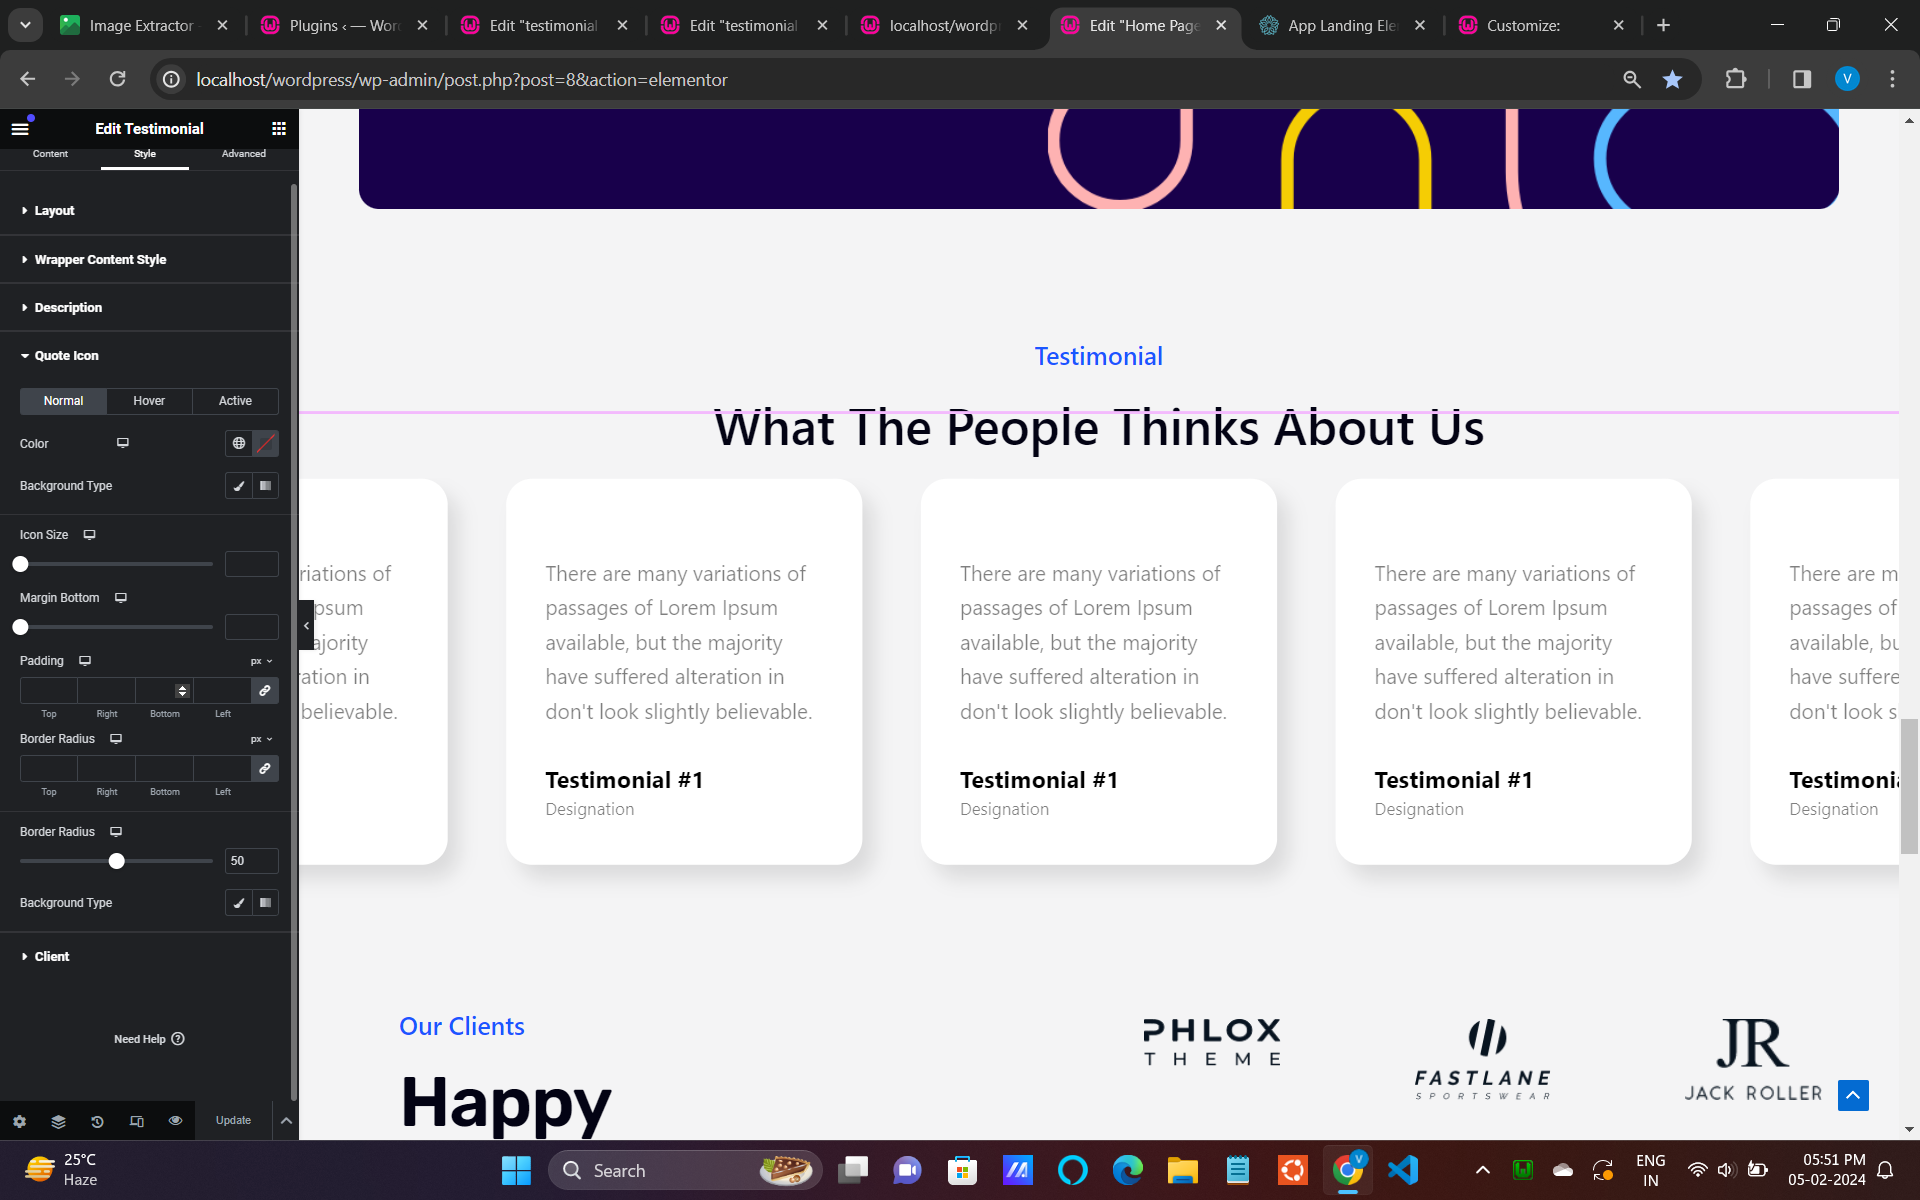 Image Extractor
Plugins ‹ — Wor
Edit "testimonial
Edit "testimonial
localhost/wordpr
Edit "Home Page
App Landing Ele
Customize:
localhost/wordpress/wp-admin/post.php?post=8&action=elementor
V
Edit Testimonial
Content
Style
Advanced
Layout
Wrapper Content Style
Description
Quote Icon
Normal
Hover
Active
Color
Background Type
Icon Size
Margin Bottom
Padding
px
Top
Right
Bottom
Left
Border Radius
px
Top
Right
Bottom
Left
Border Radius
50
Background Type
Client
Need Help
Update
Testimonial
What The People Thinks About Us
riations of
psum
ajority
ation in
believable.
There are many variations of
passages of Lorem Ipsum
available, but the majority
have suffered alteration in
don't look slightly believable.
Testimonial #1
Designation
There are many variations of
passages of Lorem Ipsum
available, but the majority
have suffered alteration in
don't look slightly believable.
Testimonial #1
Designation
There are many variations of
passages of Lorem Ipsum
available, but the majority
have suffered alteration in
don't look slightly believable.
Testimonial #1
Designation
There are m
passages of
available, bu
have suffere
don't look s
Testimonia
Designation
Our Clients
Happy
PHLOX
THEME
FASTLANE
SPORTSWEAR
JR
JACK ROLLER
25°C
Haze
Search
V
ENG
IN
05:51 PM
05-02-2024